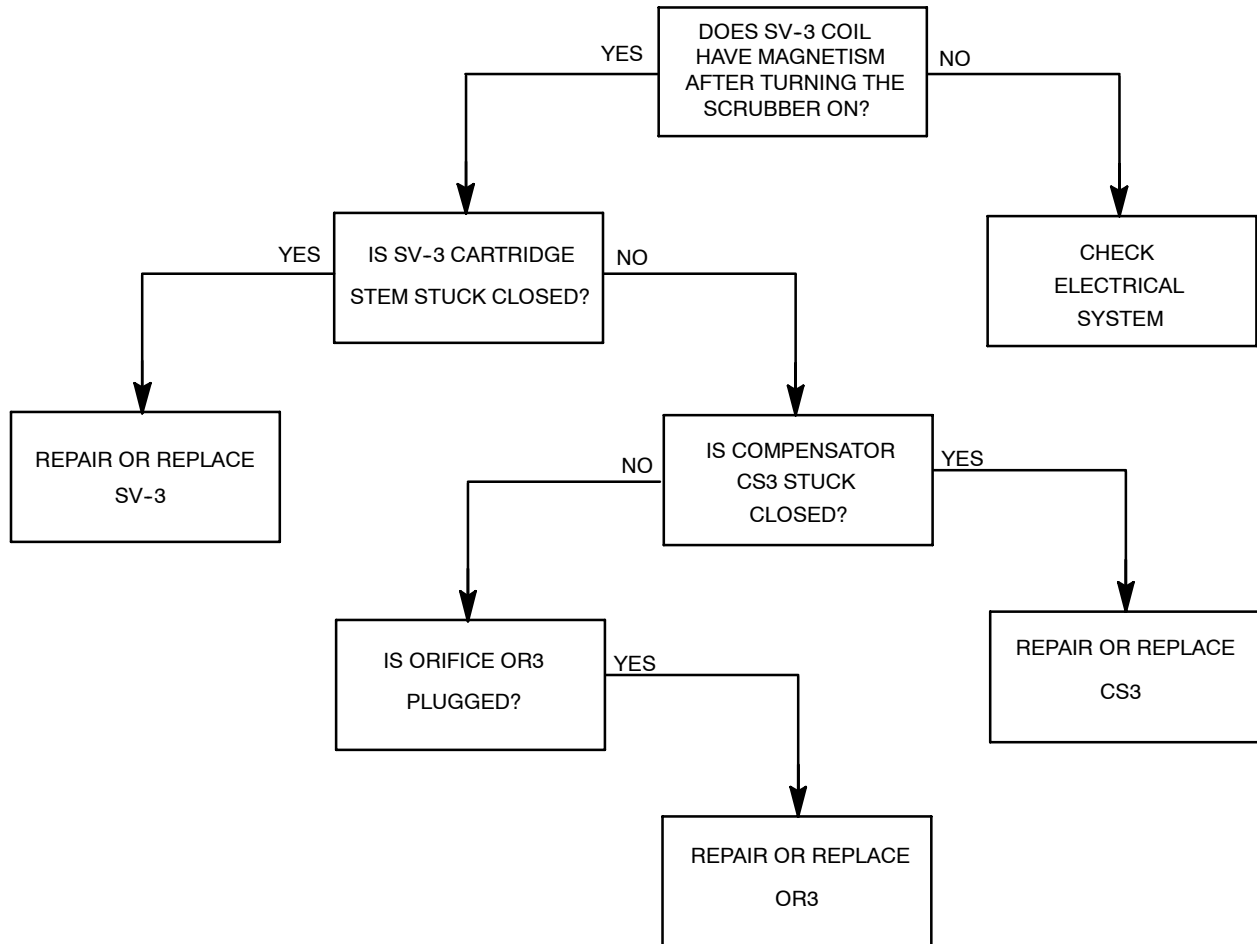 DOES SV-3 COIL
HAVE MAGNETISM
AFTER TURNING THE
SCRUBBER ON?
YES
NO
IS SV-3 CARTRIDGE
STEM STUCK CLOSED?
YES
NO
CHECK
ELECTRICAL
SYSTEM
REPAIR OR REPLACE
SV-3
IS COMPENSATOR
CS3 STUCK
CLOSED?
NO
YES
IS ORIFICE OR3
PLUGGED?
YES
REPAIR OR REPLACE
CS3
REPAIR OR REPLACE
OR3